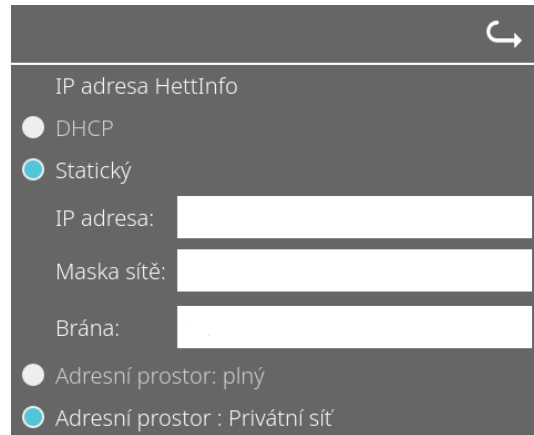 IP adresa HettInfo
DHCP
Statický
IP adresa:
Maska sítě:
Brána:
Adresní prostor: plný
Adresní prostor : Privátní síť